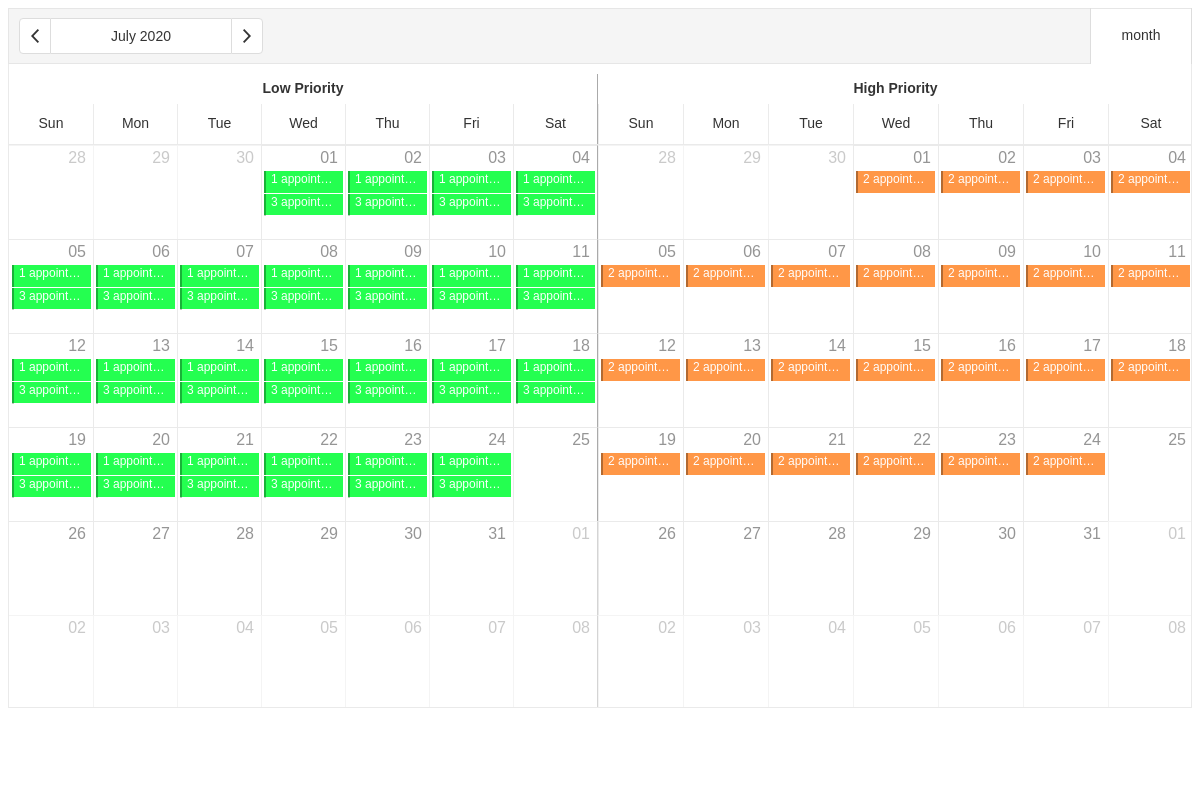 July 2020 month
Low Priority High Priority
Sun Mon Tue Wed Thu Fri Sat Sun Mon Tue Wed Thu Fri Sat
28 29 30 01 02 03 04 28 29 30 01 02 03 04
1 appoint… 1 appoint… 1 appoint… 1 appoint… 2 appoint… 2 appoint… 2 appoint… 2 appoint…
3 appoint… 3 appoint… 3 appoint… 3 appoint…
05 06 07 08 09 10 11 05 06 07 08 09 10 11
1 appoint… 1 appoint… 1 appoint… 1 appoint… 1 appoint… 1 appoint… 1 appoint… 2 appoint… 2 appoint… 2 appoint… 2 appoint… 2 appoint… 2 appoint… 2 appoint…
3 appoint… 3 appoint… 3 appoint… 3 appoint… 3 appoint… 3 appoint… 3 appoint…
12 13 14 15 16 17 18 12 13 14 15 16 17 18
1 appoint… 1 appoint… 1 appoint… 1 appoint… 1 appoint… 1 appoint… 1 appoint… 2 appoint… 2 appoint… 2 appoint… 2 appoint… 2 appoint… 2 appoint… 2 appoint…
3 appoint… 3 appoint… 3 appoint… 3 appoint… 3 appoint… 3 appoint… 3 appoint…
19 20 21 22 23 24 25 19 20 21 22 23 24 25
1 appoint… 1 appoint… 1 appoint… 1 appoint… 1 appoint… 1 appoint… 2 appoint… 2 appoint… 2 appoint… 2 appoint… 2 appoint… 2 appoint…
3 appoint… 3 appoint… 3 appoint… 3 appoint… 3 appoint… 3 appoint…
26 27 28 29 30 31 01 26 27 28 29 30 31 01
02 03 04 05 06 07 08 02 03 04 05 06 07 08